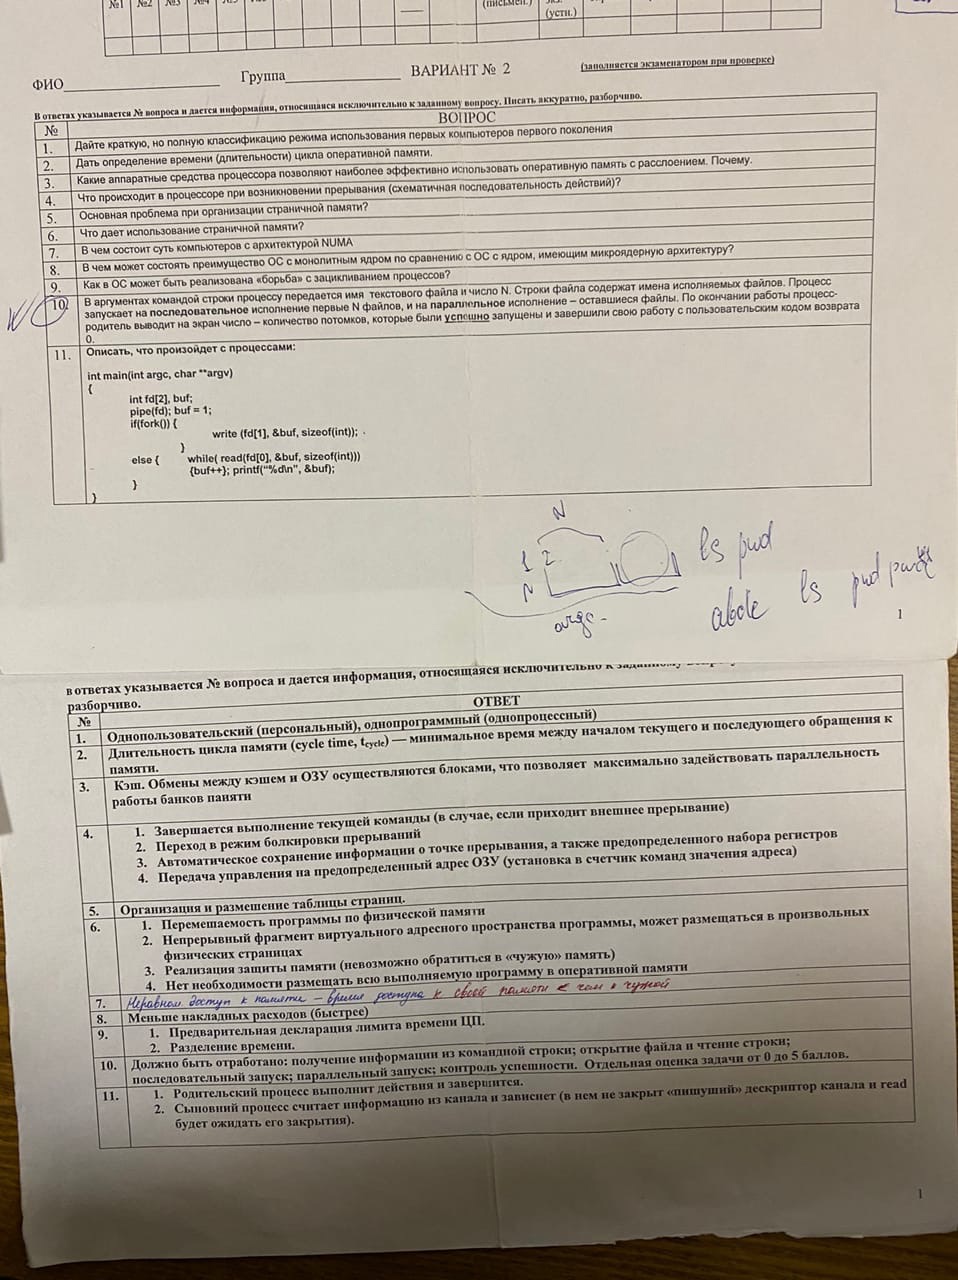 №1 №2 №3 №4
(письмен.)
(устн.)
ФИО Группа ВАРИАНТ № 2 (заполняется экзаменатором при проверке)
В ответах указывается № вопроса и дается информация, относящаяся исключительно к заданному вопросу. Писать аккуратно, разборчиво.
№ ВОПРОС
1. Дайте краткую, но полную классификацию режима использования первых компьютеров первого поколения
2. Дать определение времени (длительности) цикла оперативной памяти.
3. Какие аппаратные средства процессора позволяют наиболее эффективно использовать оперативную память с расслоением. Почему.
4. Что происходит в процессоре при возникновении прерывания (схематичная последовательность действий)?
5. Основная проблема при организации страничной памяти?
6. Что дает использование страничной памяти?
7. В чем состоит суть компьютеров с архитектурой NUMA
8. В чем может состоять преимущество ОС с монолитным ядром по сравнению с ОС с ядром, имеющим микроядерную архитектуру?
9. Как в ОС может быть реализована «борьба» с зацикливанием процессов?
10. В аргументах командой строки процессу передается имя текстового файла и число N. Строки файла содержат имена исполняемых файлов. Процесс
запускает на последовательное исполнение первые N файлов, и на параллельное исполнение – оставшиеся файлы. По окончании работы процесс-
родитель выводит на экран число – количество потомков, которые были успешно запущены и завершили свою работу с пользовательским кодом возврата
0.
11. Описать, что произойдет с процессами:
int main(int argc, char **argv)
{
int fd[2], buf;
pipe(fd); buf = 1;
if(fork()) {
write (fd[1], &buf, sizeof(int));
}
else { while( read(fd[0], &buf, sizeof(int)))
{buf++}; printf("%d\n", &buf);
}
}
N
1 2
N
ls pwd
abde ls pwd
1
в ответах указывается № вопроса и дается информация, относящаяся исключительно к
разборчиво.
№ ОТВЕТ
1. Однопользовательский (персональный), однопрограммный (однопроцессный)
2. Длительность цикла памяти (cycle time, tcycle) — минимальное время между началом текущего и последующего обращения к
памяти.
3. Кэш. Обмены между кэшем и ОЗУ осуществляются блоками, что позволяет максимально задействовать параллельность
работы банков паняти
4. 1. Завершается выполнение текущей команды (в случае, если приходит внешнее прерывание)
2. Переход в режим болкировки прерываний
3. Автоматическое сохранение информации о точке прерывания, а также предопределенного набора регистров
4. Передача управления на предопределенный адрес ОЗУ (установка в счетчик команд значения адреса)
5. Организация и размешение таблицы страниц.
6. 1. Перемешаемость программы по физической памяти
2. Непрерывный фрагмент виртуального адресного пространства программы, может размещаться в произвольных
физических страницах
3. Реализация защиты памяти (невозможно обратиться в «чужую» память)
4. Нет необходимости размещать всю выполняемую программу в оперативной памяти
7. Неравном. доступ к памяти – время доступа к своей памяти < чем к чужой
8. Меньше накладных расходов (быстрее)
9. 1. Предварительная декларация лимита времени ЦП.
2. Разделение времени.
10. Должно быть отработано: получение информации из командной строки; открытие файла и чтение строки;
последовательный запуск; параллельный запуск; контроль успешности. Отдельная оценка задачи от 0 до 5 баллов.
11. 1. Родительский процесс выполнит действия и завершится.
2. Сыновний процесс считает информацию из канала и зависнет (в нем не закрыт «пишуший» дескриптор канала и read
будет ожидать его закрытия).
1